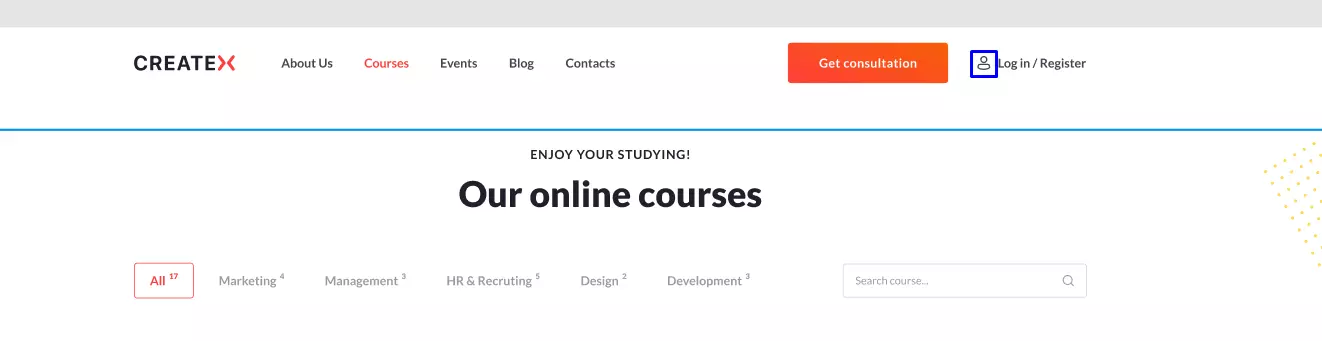 CREATEX About Us Courses Events Blog Contacts Get consultation Log in / Register
ENJOY YOUR STUDYING!
Our online courses
All 17 Marketing 4 Management 3 HR & Recruting 5 Design 2 Development 3 Search course...